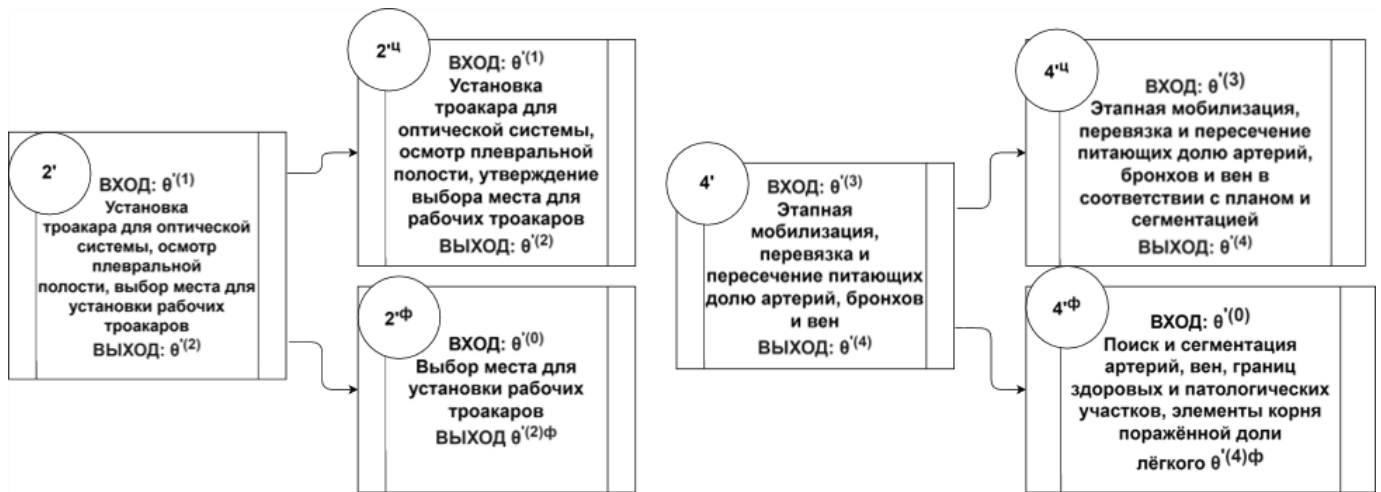 2'
ВХОД: θ'(1)
Установка
троакара для оптической
системы, осмотр
плевральной
полости, выбор места для
установки рабочих
троакаров
ВЫХОД: θ'(2)
2'ц
ВХОД: θ'(1)
Установка
троакара для
оптической системы,
осмотр плевральной
полости, утверждение
выбора места для
рабочих троакаров
ВЫХОД: θ'(2)
2'ф
ВХОД: θ'(0)
Выбор места для
установки рабочих
троакаров
ВЫХОД θ'(2)ф
4'
ВХОД: θ'(3)
Этапная
мобилизация,
перевязка и
пересечение питающих
долю артерий, бронхов
и вен
ВЫХОД: θ'(4)
4'ц
ВХОД: θ'(3)
Этапная мобилизация,
перевязка и пересечение
питающих долю артерий,
бронхов и вен в
соответствии с планом и
сегментацией
ВЫХОД: θ'(4)
4'ф
ВХОД: θ'(0)
Поиск и сегментация
артерий, вен, границ
здоровых и патологических
участков, элементы корня
поражённой доли
лёгкого θ'(4)ф